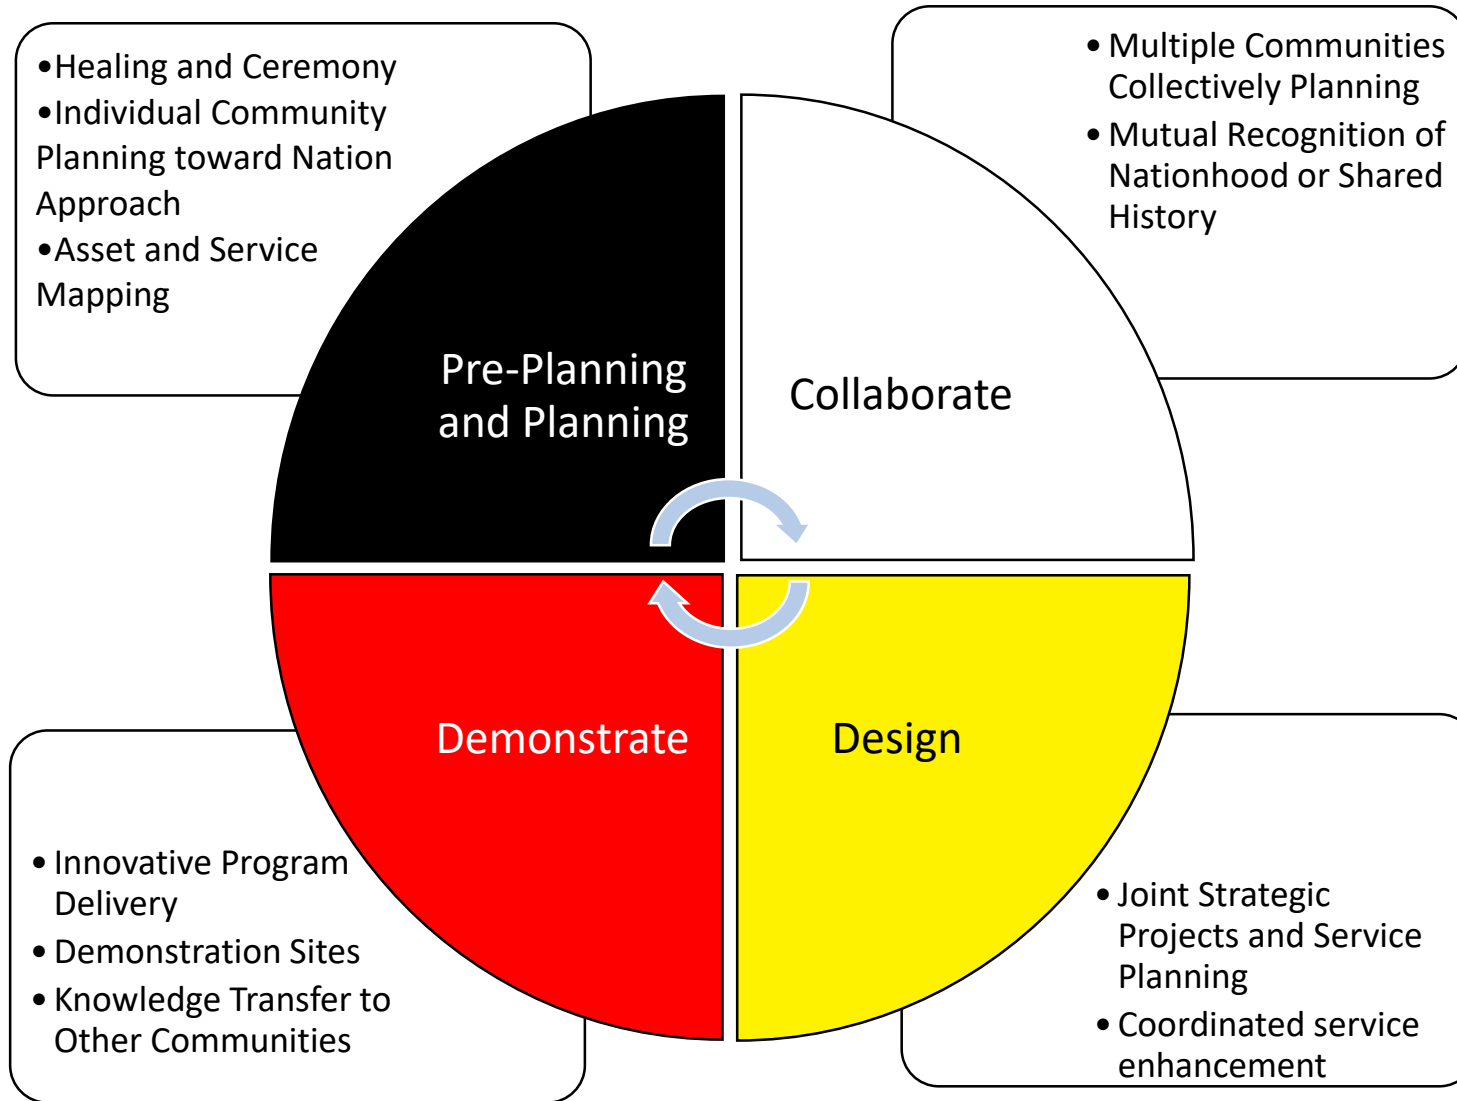 •Healing and Ceremony
•Individual Community
Planning toward Nation
Approach
•Asset and Service
Mapping
• Multiple Communities
Collectively Planning
• Mutual Recognition of
Nationhood or Shared
History
Pre-Planning
and Planning
Collaborate
Demonstrate
Design
• Innovative Program
Delivery
• Demonstration Sites
• Knowledge Transfer to
Other Communities
• Joint Strategic
Projects and Service
Planning
• Coordinated service
enhancement